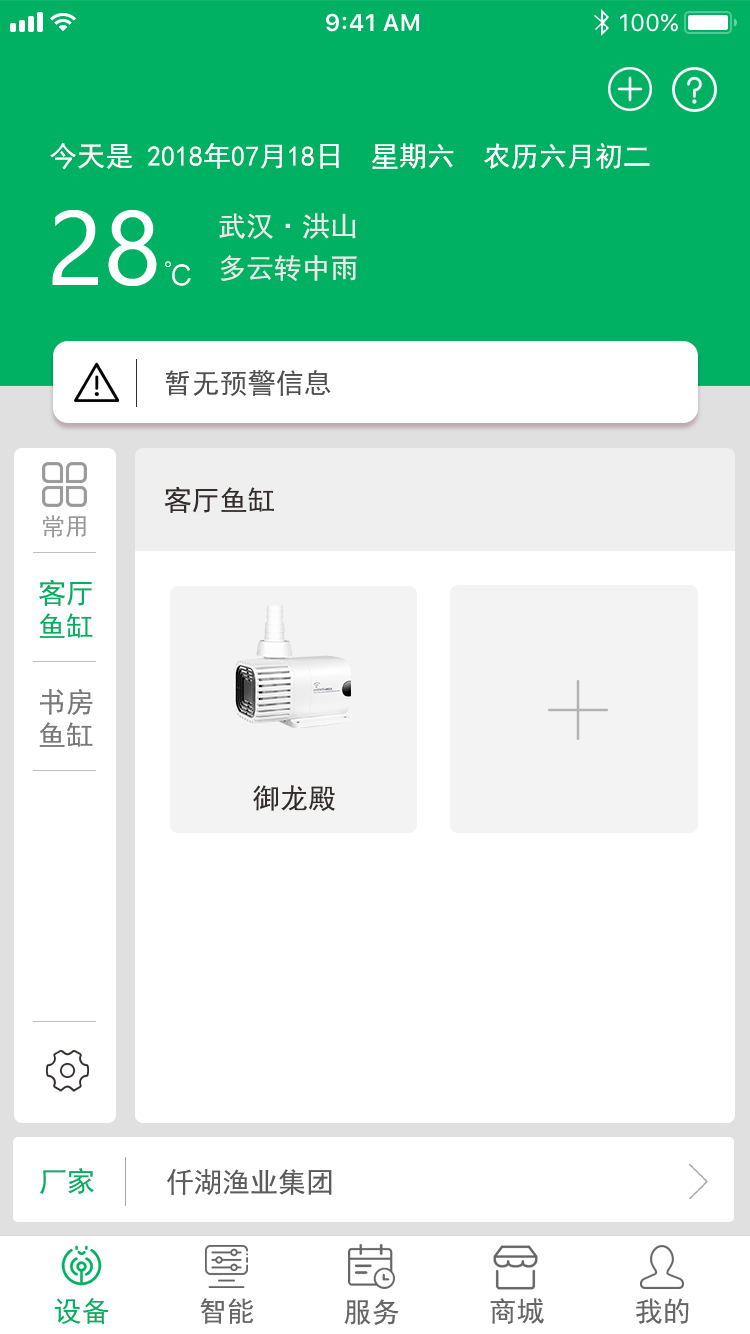 9:41 AM 100%
今天是 2018年07月18日 星期六 农历六月初二
28℃
武汉·洪山
多云转中雨
暂无预警信息
常用
客厅
鱼缸
书房
鱼缸
客厅鱼缸
御龙殿
厂家 仟湖渔业集团
设备 智能 服务 商城 我的